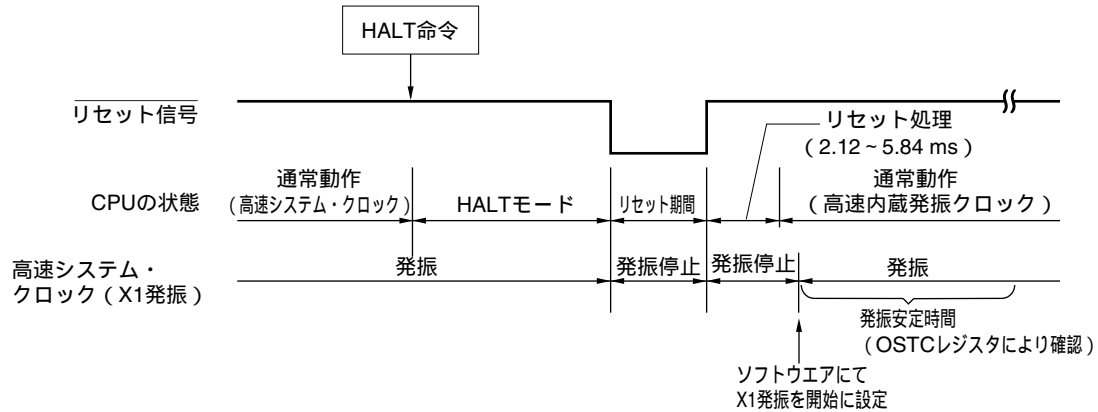 HALT命令
リセット信号
リセット処理
(2.12~5.84 ms)
CPUの状態
通常動作
(高速システム・クロック)
HALTモード
リセット期間
通常動作
(高速内蔵発振クロック)
高速システム・
クロック(X1発振)
発振
発振停止
発振停止
発振
発振安定時間
(OSTCレジスタにより確認)
ソフトウエアにて
X1発振を開始に設定